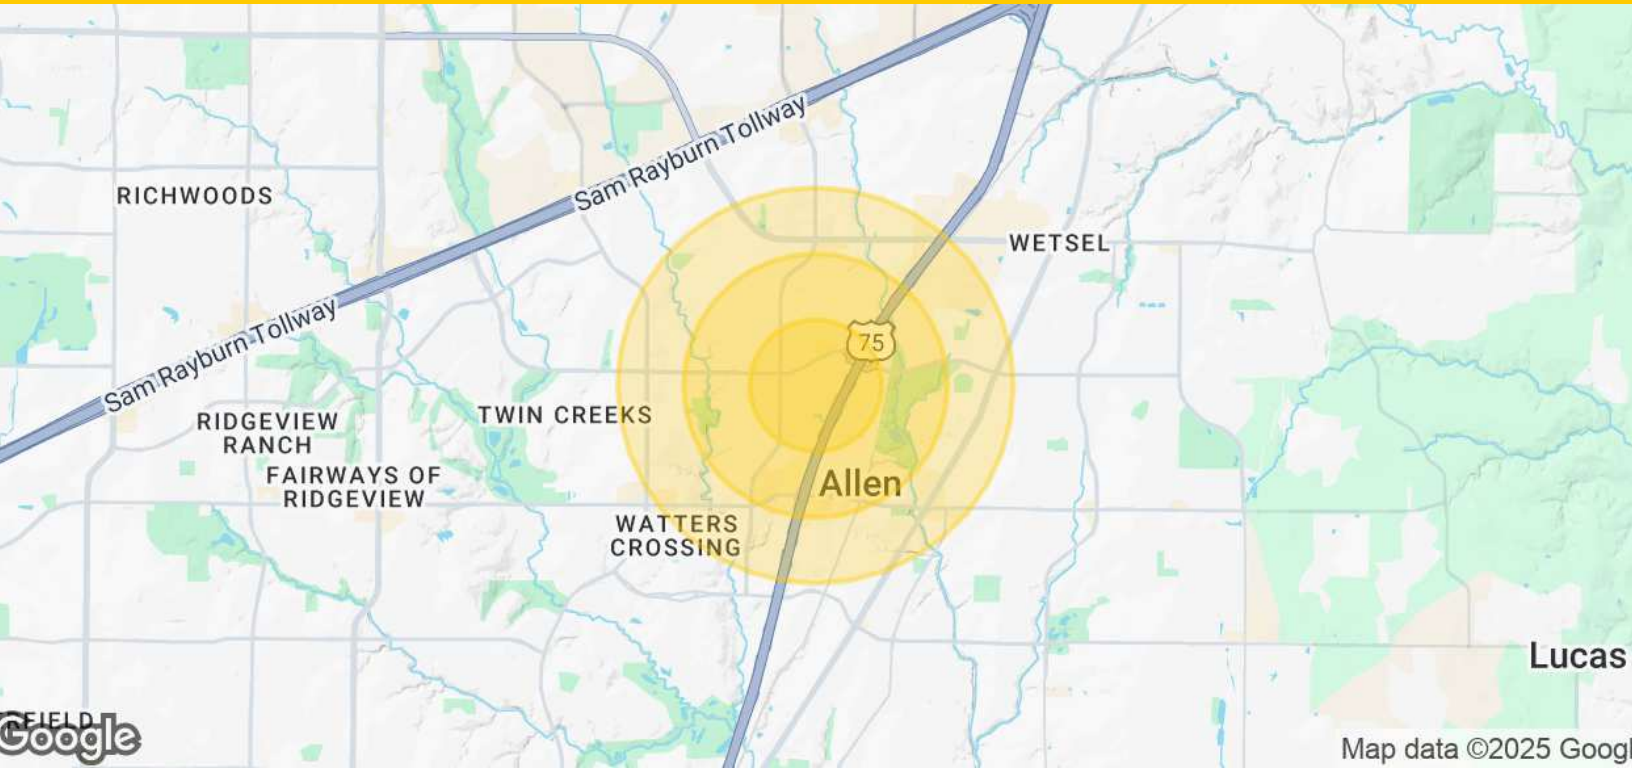 Sam Rayburn Tollway
RICHWOODS
WETSEL
Sam Rayburn Tollway
75
RIDGEVIEW
RANCH
TWIN CREEKS
FAIRWAYS OF
RIDGEVIEW
Allen
WATTERS
CROSSING
Lucas
RFIELD
Google
Map data ©2025 Googl